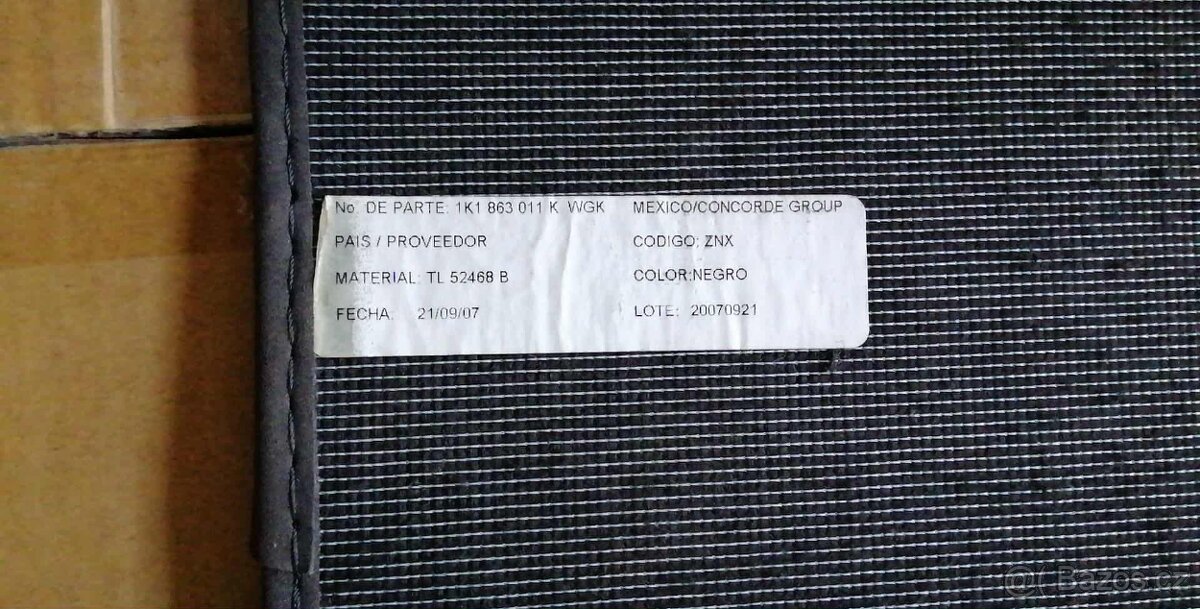 No. DE PARTE: 1K1 863 011 K WGK MEXICO/CONCORDE GROUP
PAIS / PROVEEDOR CODIGO: ZNX
MATERIAL: TL 52468 B COLOR:NEGRO
FECHA: 21/09/07 LOTE: 20070921
@ Bazos.cz